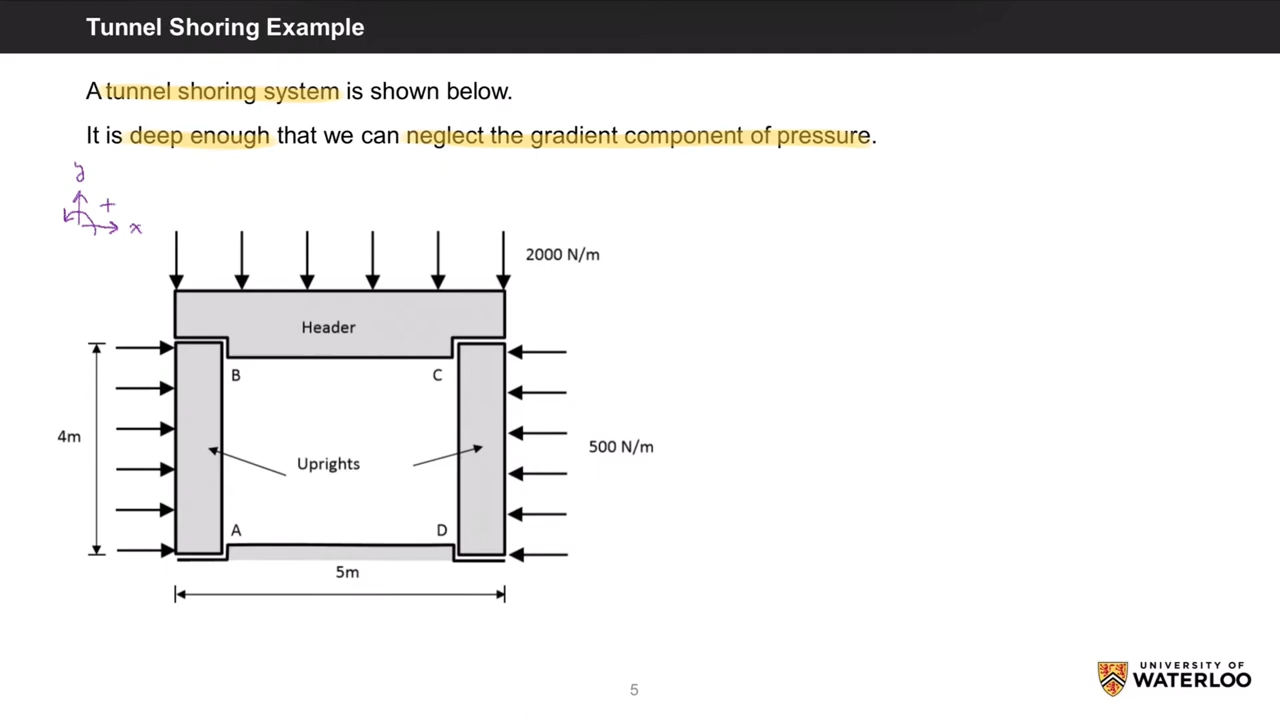 Tunnel Shoring Example
A tunnel shoring system is shown below.
It is deep enough that we can neglect the gradient component of pressure.
y
+
x
2000 N/m
Header
B
C
4m
500 N/m
Uprights
A
D
5m
5
UNIVERSITY OF
WATERLOO